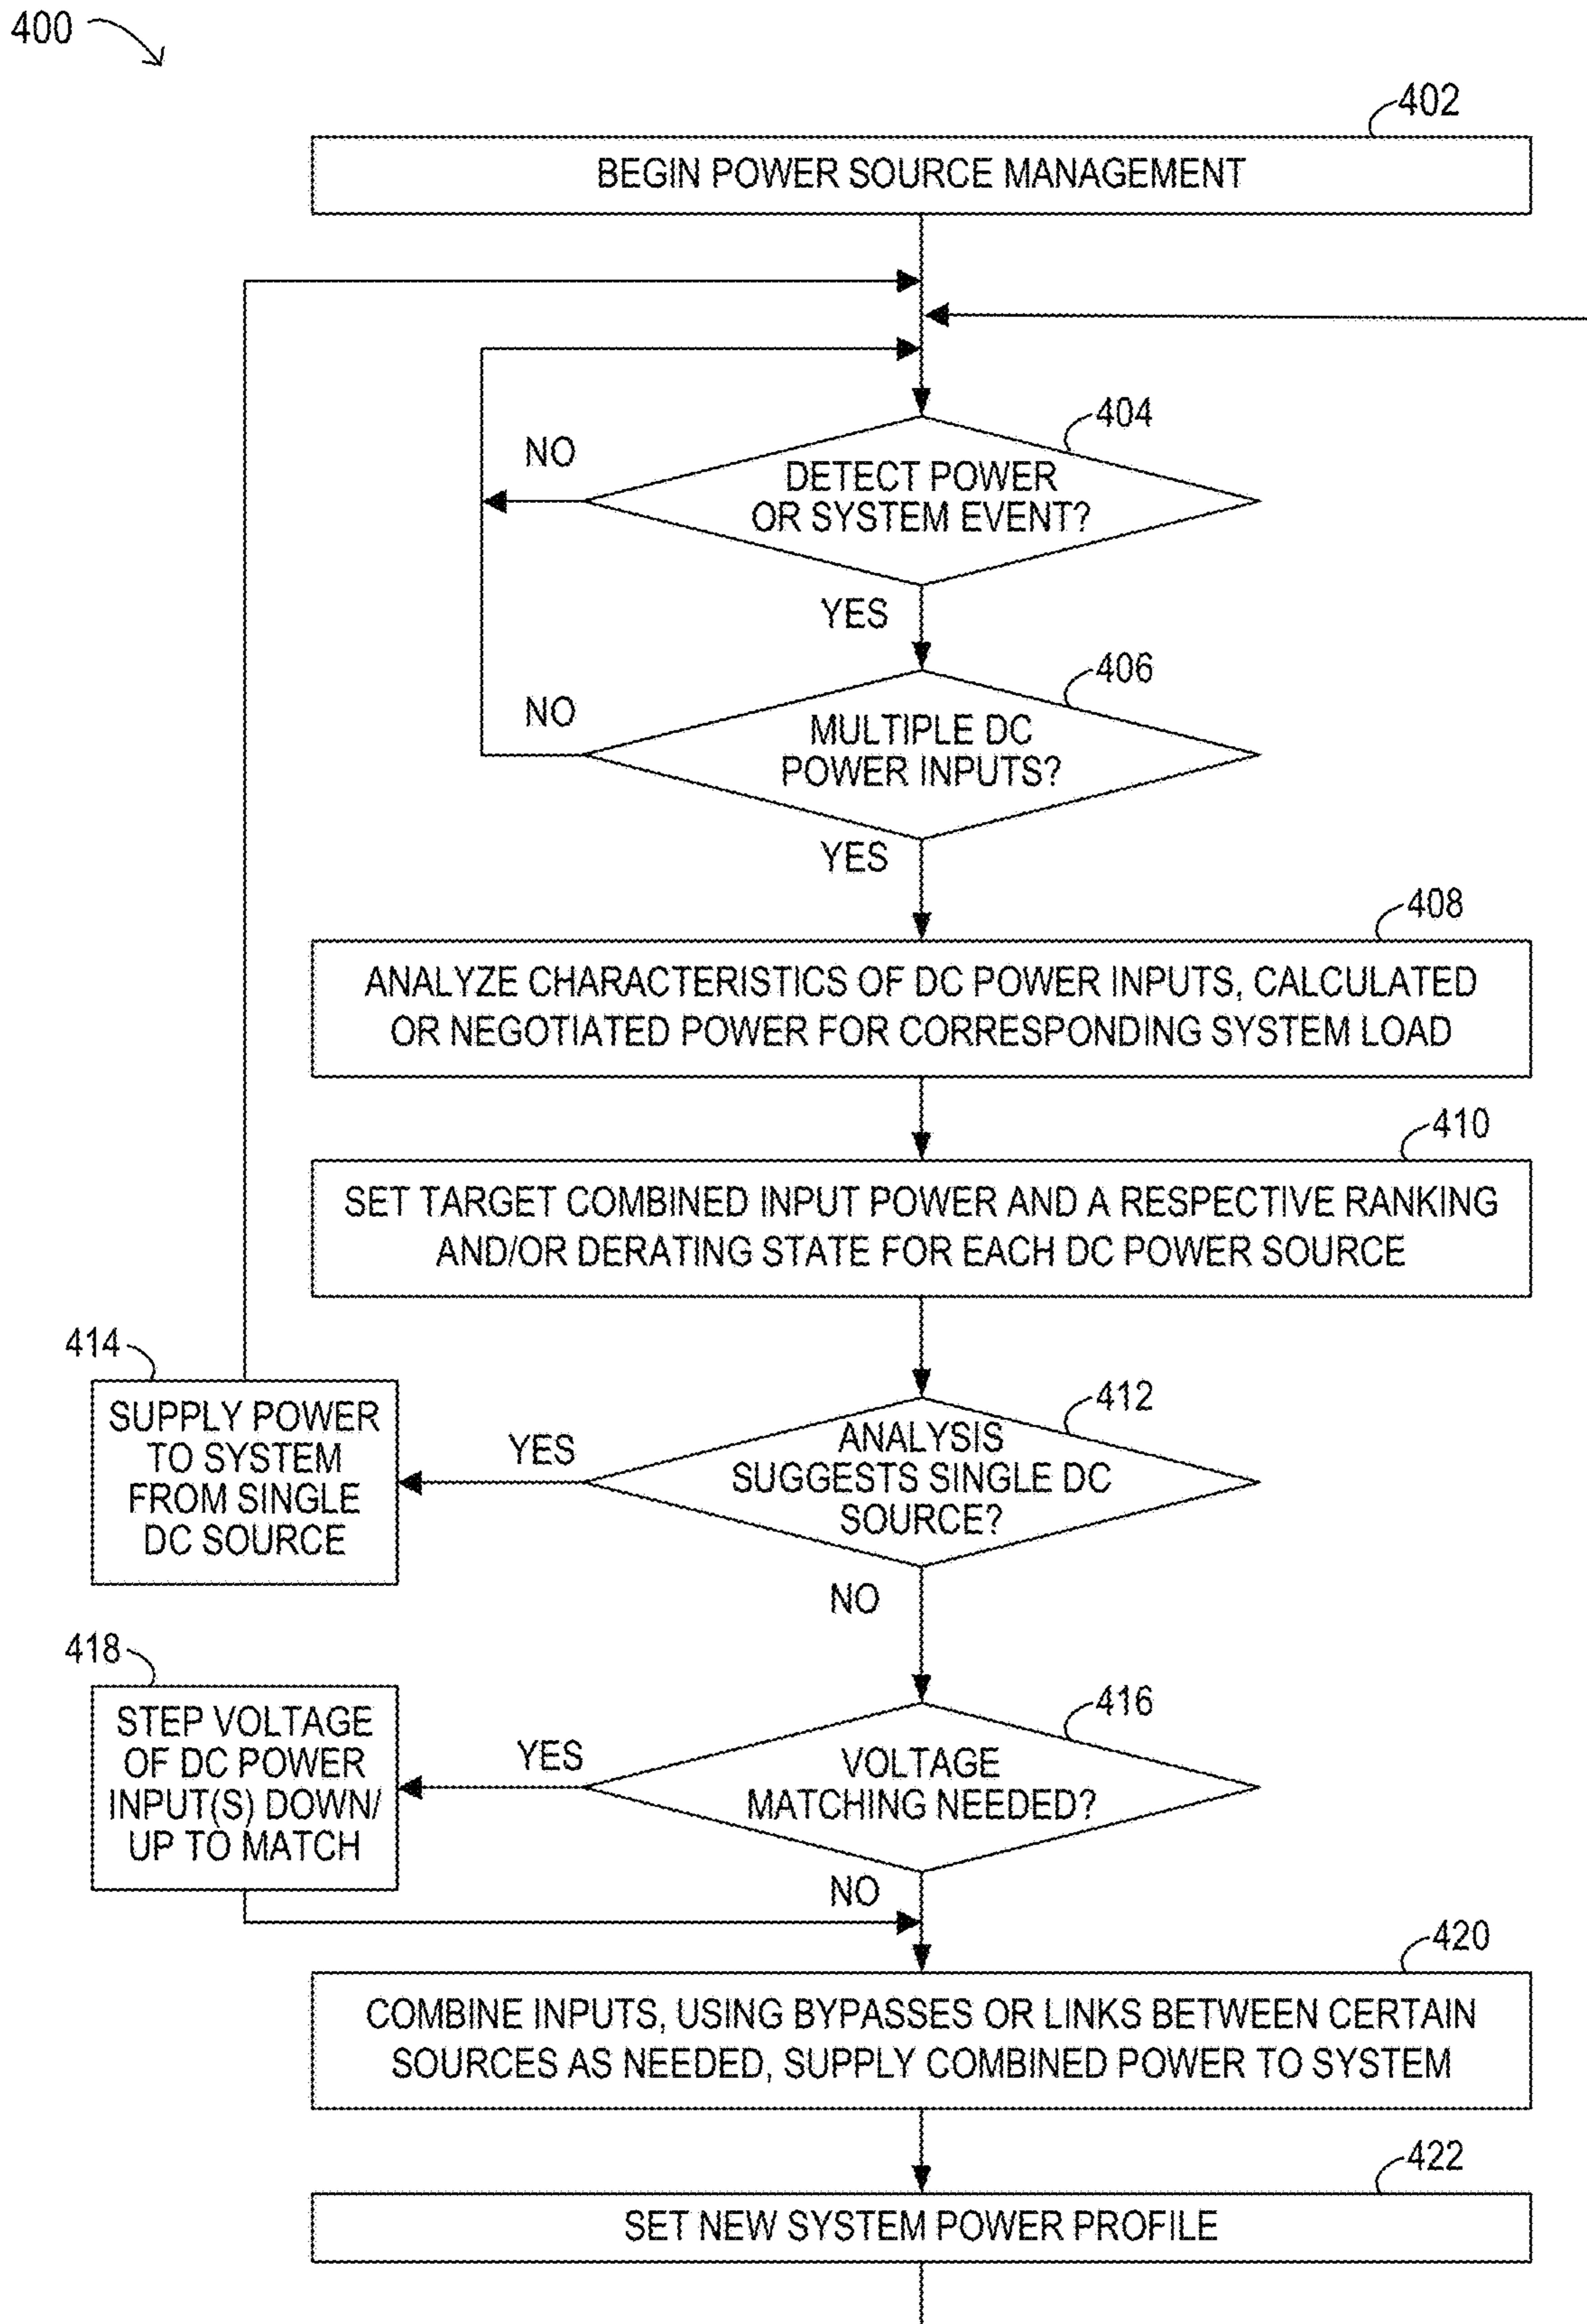 400
402
BEGIN POWER SOURCE MANAGEMENT
404
NO
DETECT POWER
OR SYSTEM EVENT?
YES
406
NO
MULTIPLE DC
POWER INPUTS?
YES
408
ANALYZE CHARACTERISTICS OF DC POWER INPUTS, CALCULATED
OR NEGOTIATED POWER FOR CORRESPONDING SYSTEM LOAD
410
SET TARGET COMBINED INPUT POWER AND A RESPECTIVE RANKING
AND/OR DERATING STATE FOR EACH DC POWER SOURCE
412
ANALYSIS
SUGGESTS SINGLE DC
SOURCE?
YES
414
SUPPLY POWER
TO SYSTEM
FROM SINGLE
DC SOURCE
NO
416
VOLTAGE
MATCHING NEEDED?
YES
418
STEP VOLTAGE
OF DC POWER
INPUT(S) DOWN/
UP TO MATCH
NO
420
COMBINE INPUTS, USING BYPASSES OR LINKS BETWEEN CERTAIN
SOURCES AS NEEDED, SUPPLY COMBINED POWER TO SYSTEM
422
SET NEW SYSTEM POWER PROFILE